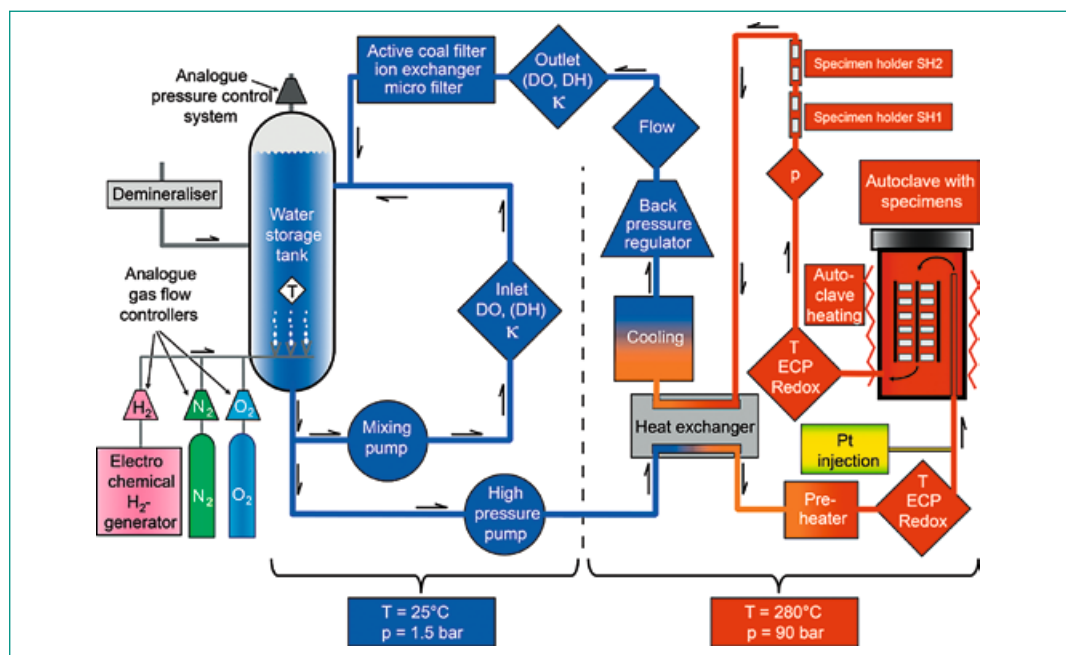 Analogue
pressure control
system
Active coal filter
ion exchanger
micro filter
Outlet
(DO, DH)
κ
Flow
Specimen holder SH2
Specimen holder SH1
p
Autoclave with
specimens
Demineraliser
Water
storage
tank
T
Back
pressure
regulator
Analogue
gas flow
controllers
Inlet
DO, (DH)
κ
Auto-
clave
heating
Cooling
T
ECP
Redox
H₂
N₂
O₂
Mixing
pump
Heat exchanger
Pt
injection
Electro
chemical
H₂-
generator
N₂
O₂
High
pressure
pump
Pre-
heater
T
ECP
Redox
T = 25°C
p = 1.5 bar
T = 280°C
p = 90 bar